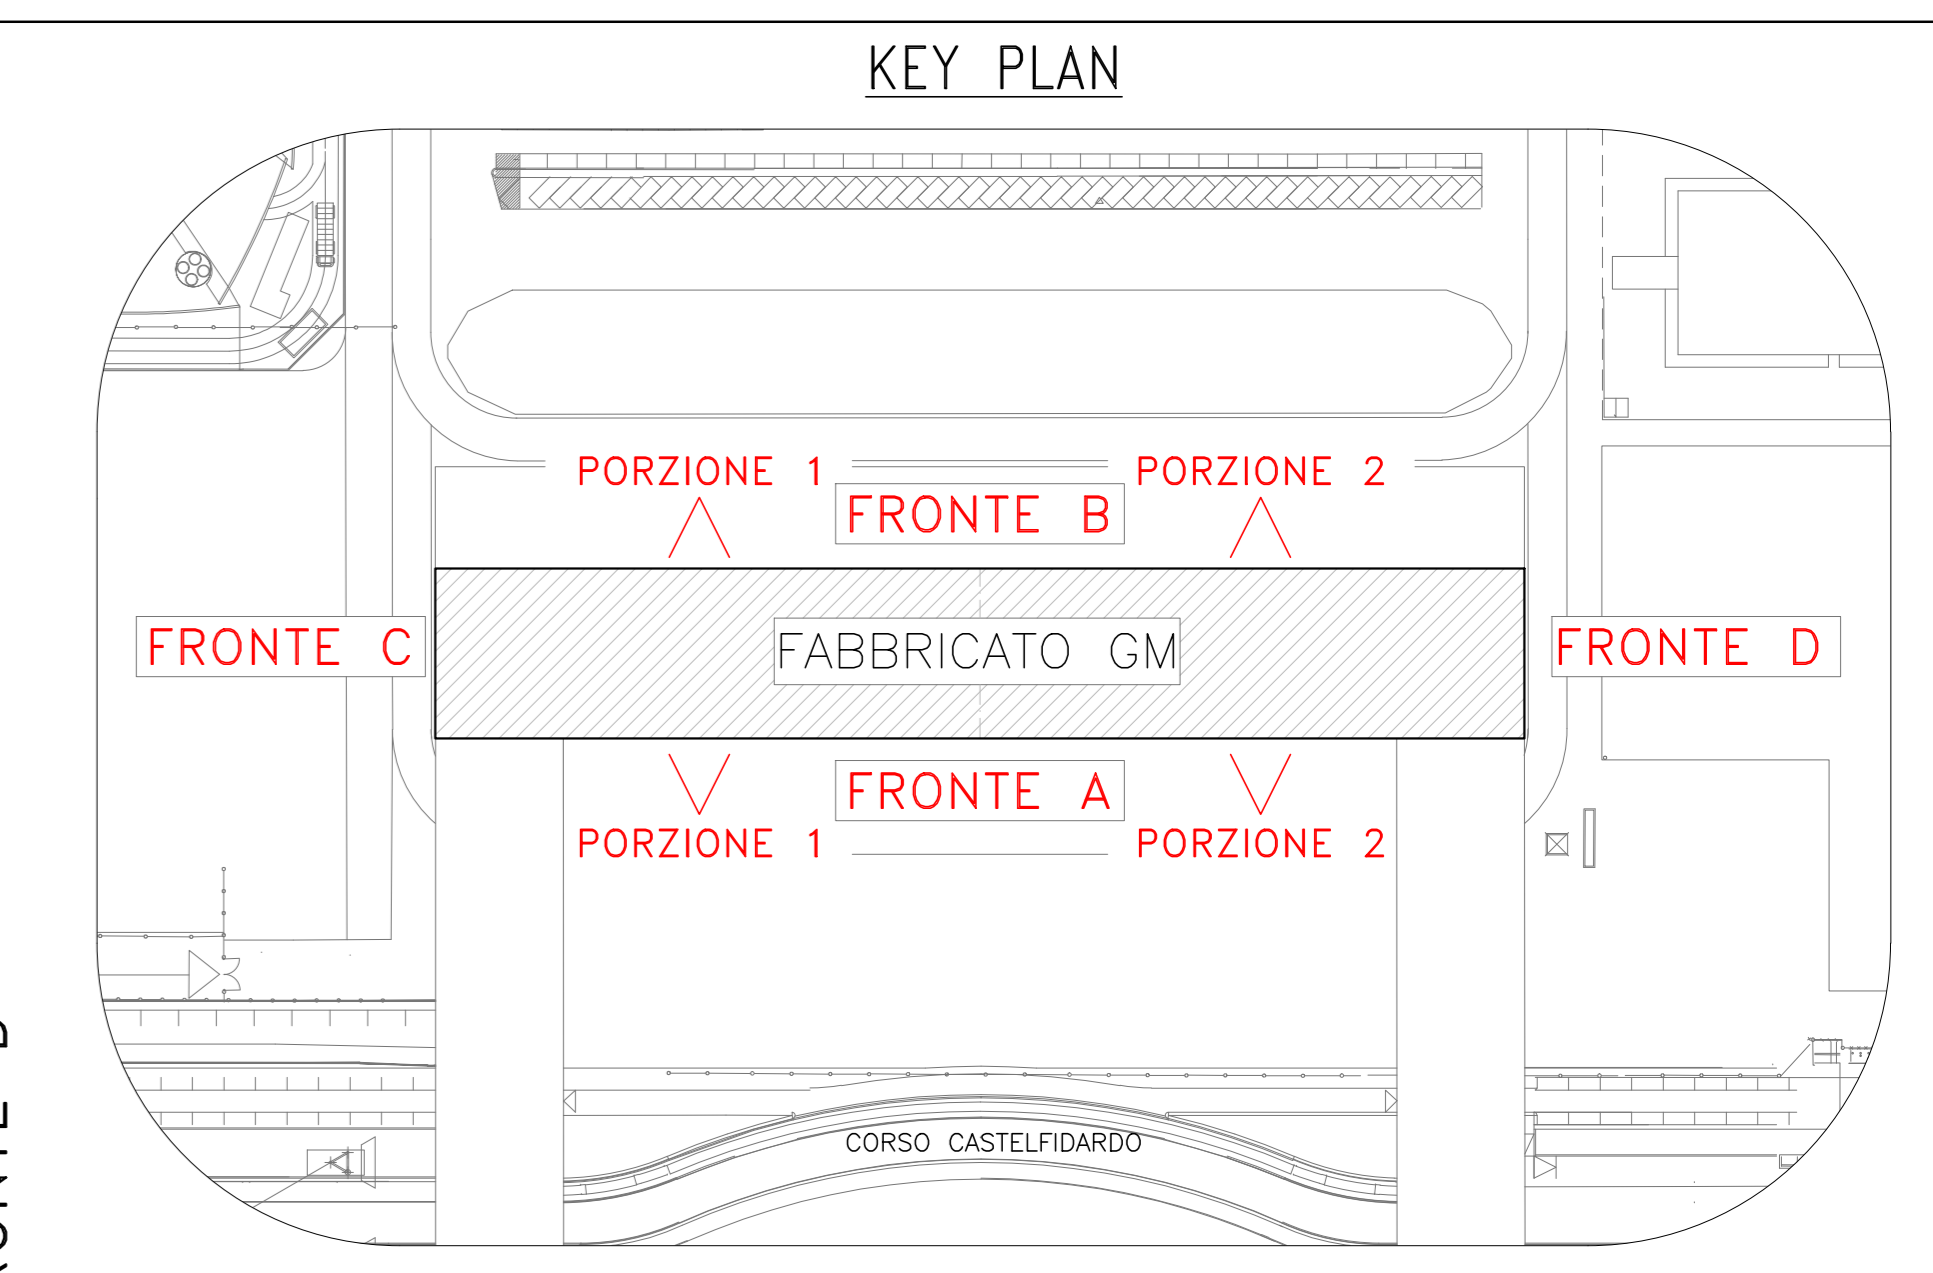 KEY PLAN
PORZIONE 1
PORZIONE 2
FRONTE B
FRONTE C
FABBRICATO GM
FRONTE D
FRONTE A
PORZIONE 1
PORZIONE 2
CORSO CASTELFIDARDO